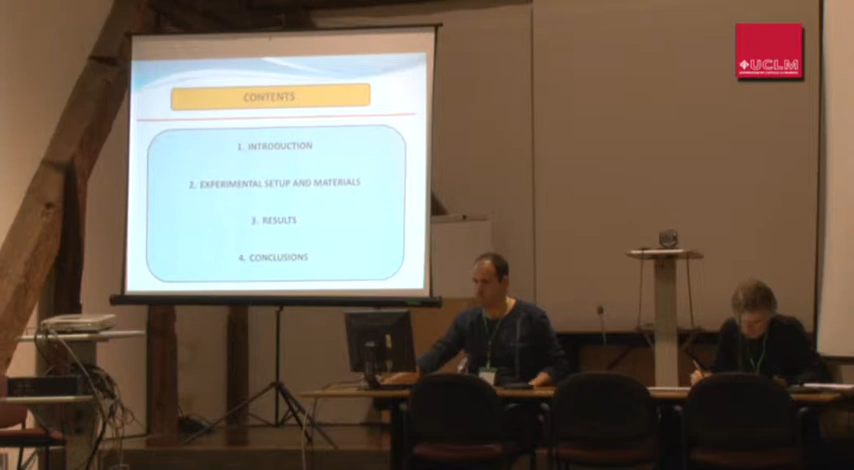 CONTENTS
1. INTRODUCTION
2. EXPERIMENTAL SETUP AND MATERIALS
3. RESULTS
4. CONCLUSIONS
UCLM